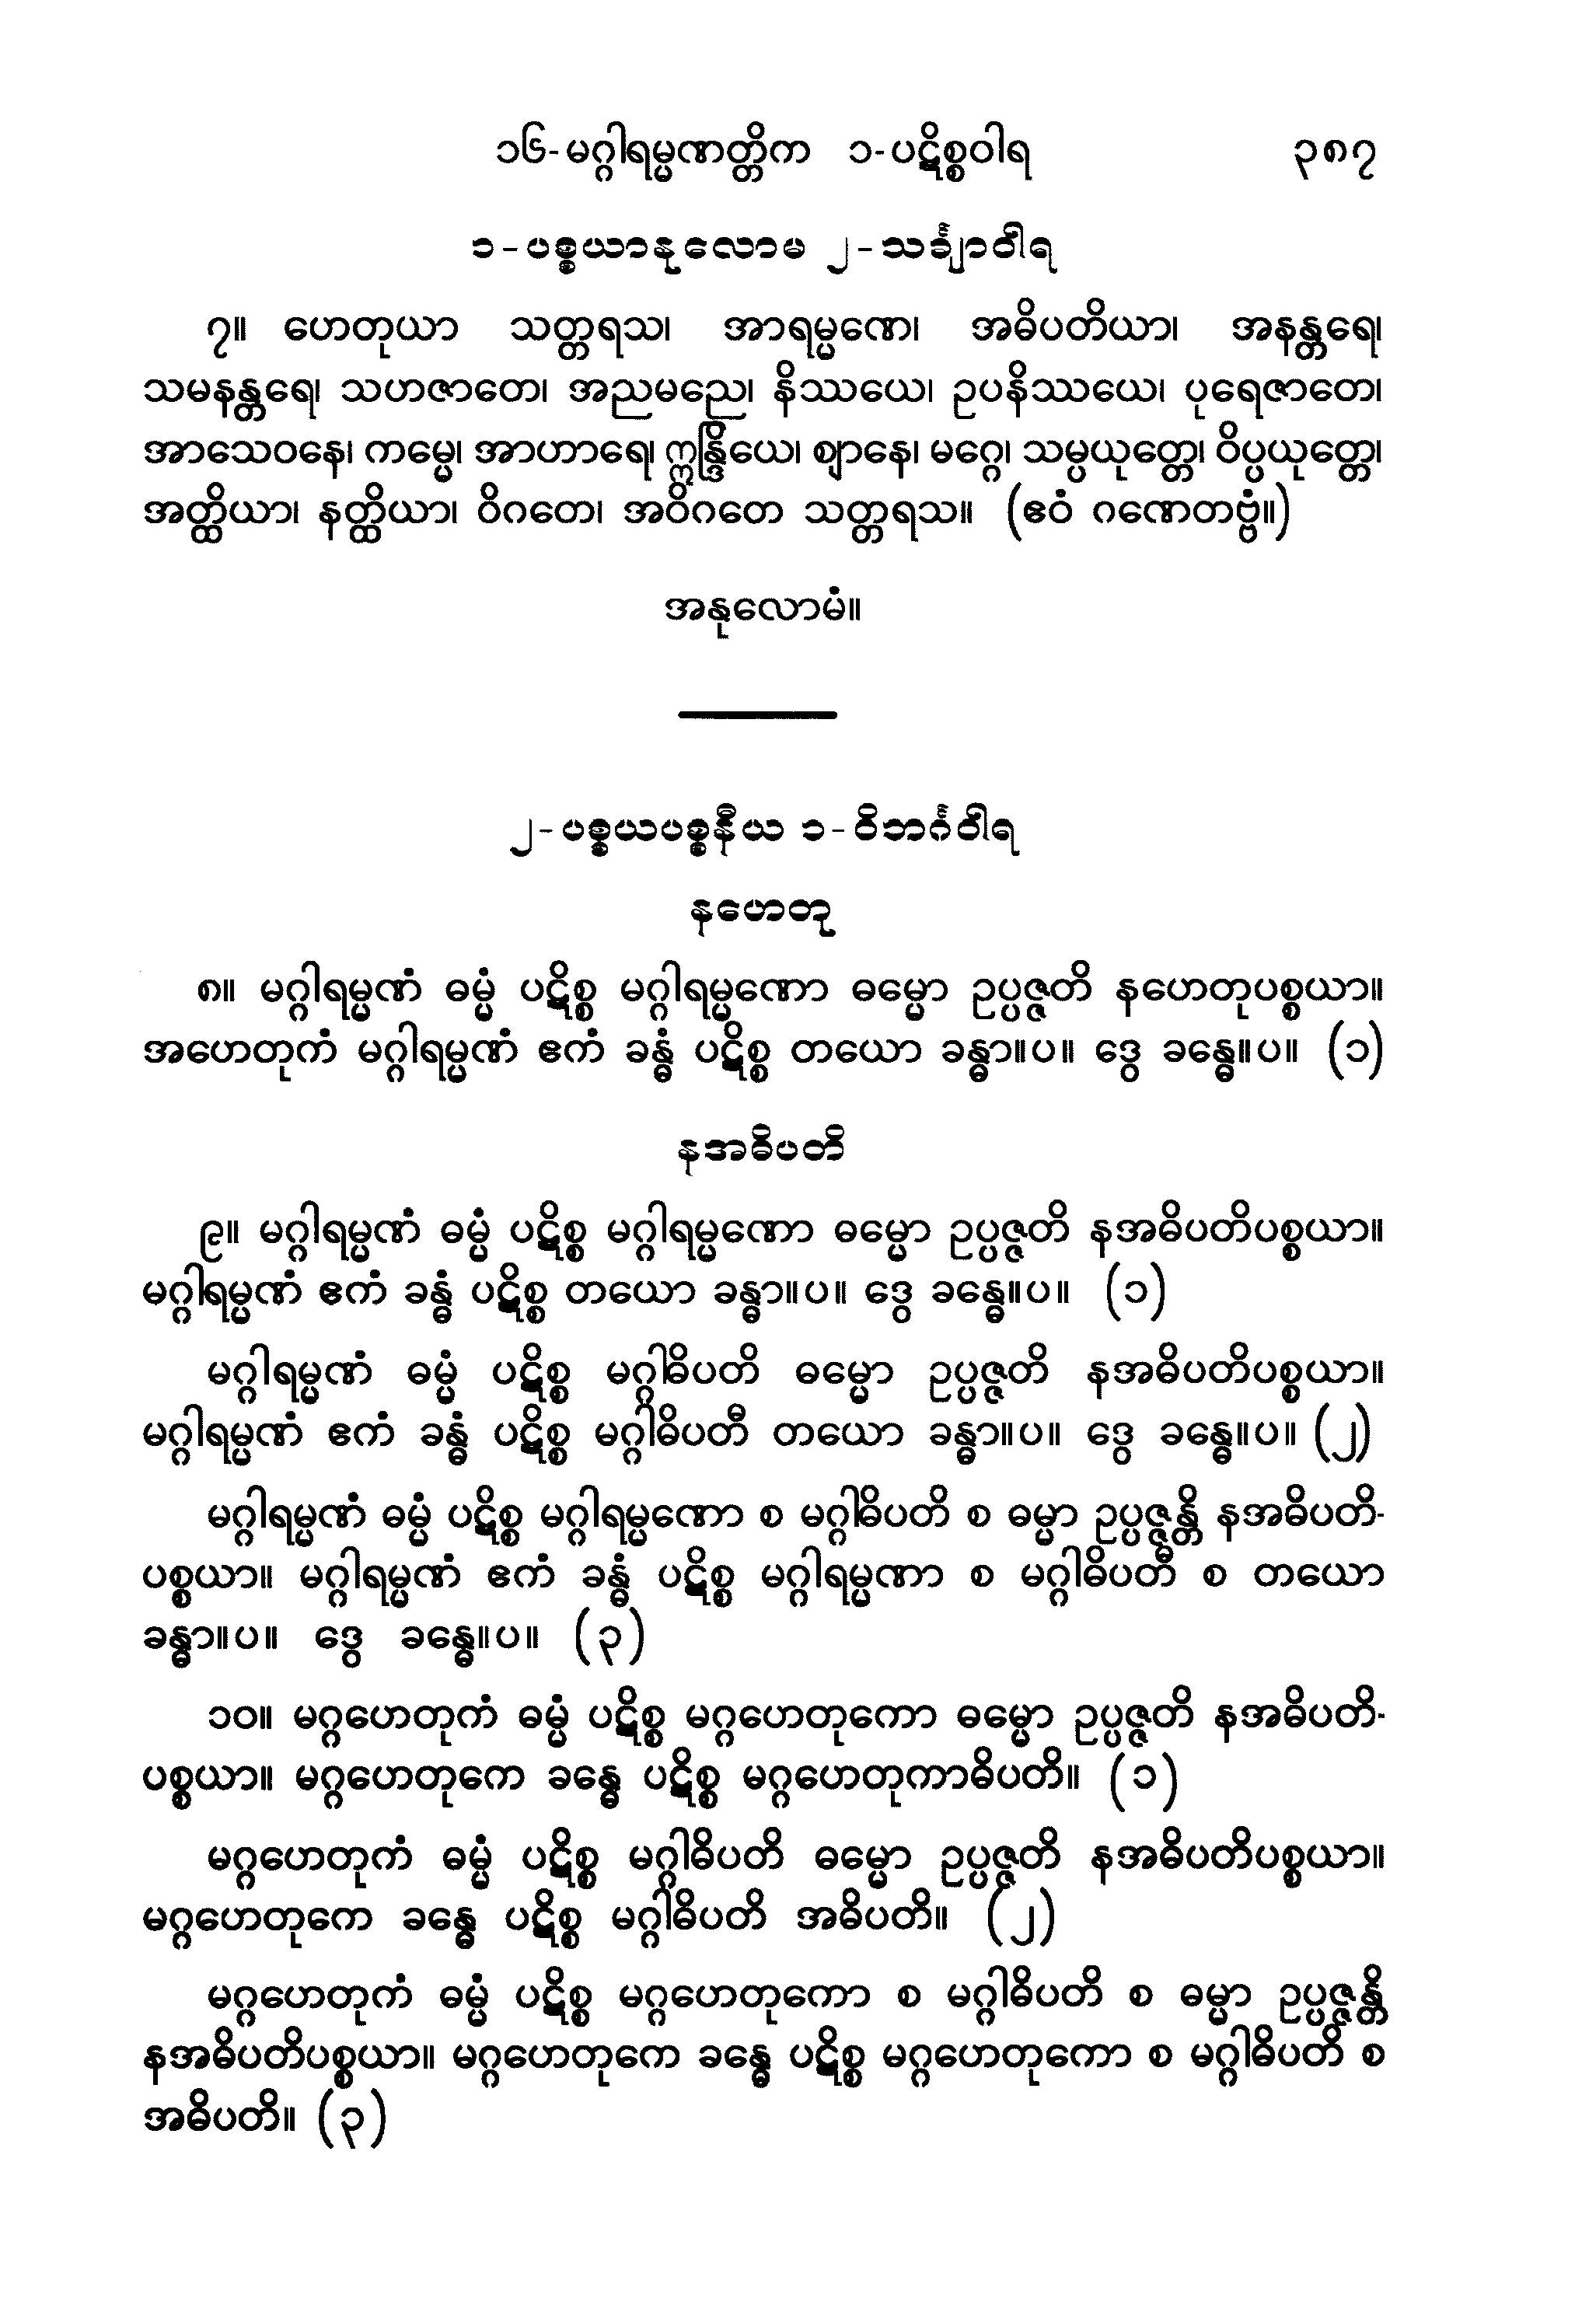 ၁၆-မဂ္ဂါရမ္မဏတ္တိက ၁-ပဋိစ္စဝါရ ၃၈၇
၁-ပစ္စယာနုလောမ ၂-သင်္ချာဝါရ
၇။ ဟေတုယာ သတ္တရသ၊ အာရမ္မဏေ၊ အဓိပတိယာ၊ အနန္တရေ၊
သမနန္တရေ၊ သဟဇာတေ၊ အညမညေ၊ နိဿယေ၊ ဥပနိဿယေ၊ ပုရေဇာတေ၊
အာသေဝနေ၊ ကမ္မေ၊ အာဟာရေ၊ ဣန္ဒြိယေ၊ ဈာနေ၊ မဂ္ဂေ၊ သမ္ပယုတ္တေ၊ ဝိပ္ပယုတ္တေ၊
အတ္ထိယာ၊ နတ္ထိယာ၊ ဝိဂတေ၊ အဝိဂတေ သတ္တရသ။ (ဧဝံ ဂဏေတဗ္ဗံ။)
အနုလောမံ။
၂-ပစ္စယပစ္စနီယ ၁-ဝိဘင်္ဂဝါရ
နဟေတု
၈။ မဂ္ဂါရမ္မဏံ ဓမ္မံ ပဋိစ္စ မဂ္ဂါရမ္မဏော ဓမ္မော ဥပ္ပဇ္ဇတိ နဟေတုပစ္စယာ။
အဟေတုကံ မဂ္ဂါရမ္မဏံ ဧကံ ခန္ဓံ ပဋိစ္စ တယော ခန္ဓာ။ပ။ ဒွေ ခန္ဓေ။ပ။ (၁)
နအဓိပတိ
၉။ မဂ္ဂါရမ္မဏံ ဓမ္မံ ပဋိစ္စ မဂ္ဂါရမ္မဏော ဓမ္မော ဥပ္ပဇ္ဇတိ နအဓိပတိပစ္စယာ။
မဂ္ဂါရမ္မဏံ ဧကံ ခန္ဓံ ပဋိစ္စ တယော ခန္ဓာ။ပ။ ဒွေ ခန္ဓေ။ပ။ (၁)
မဂ္ဂါရမ္မဏံ ဓမ္မံ ပဋိစ္စ မဂ္ဂါဓိပတိ ဓမ္မော ဥပ္ပဇ္ဇတိ နအဓိပတိပစ္စယာ။
မဂ္ဂါရမ္မဏံ ဧကံ ခန္ဓံ ပဋိစ္စ မဂ္ဂါဓိပတီ တယော ခန္ဓာ။ပ။ ဒွေ ခန္ဓေ။ပ။ (၂)
မဂ္ဂါရမ္မဏံ ဓမ္မံ ပဋိစ္စ မဂ္ဂါရမ္မဏော စ မဂ္ဂါဓိပတိ စ ဓမ္မာ ဥပ္ပဇ္ဇန္တိ နအဓိပတိ-
ပစ္စယာ။ မဂ္ဂါရမ္မဏံ ဧကံ ခန္ဓံ ပဋိစ္စ မဂ္ဂါရမ္မဏာ စ မဂ္ဂါဓိပတီ စ တယော
ခန္ဓာ။ပ။ ဒွေ ခန္ဓေ။ပ။ (၃)
၁၀။ မဂ္ဂဟေတုကံ ဓမ္မံ ပဋိစ္စ မဂ္ဂဟေတုကော ဓမ္မော ဥပ္ပဇ္ဇတိ နအဓိပတိ-
ပစ္စယာ။ မဂ္ဂဟေတုကေ ခန္ဓေ ပဋိစ္စ မဂ္ဂဟေတုကာဓိပတိ။ (၁)
မဂ္ဂဟေတုကံ ဓမ္မံ ပဋိစ္စ မဂ္ဂါဓိပတိ ဓမ္မော ဥပ္ပဇ္ဇတိ နအဓိပတိပစ္စယာ။
မဂ္ဂဟေတုကေ ခန္ဓေ ပဋိစ္စ မဂ္ဂါဓိပတိ အဓိပတိ။ (၂)
မဂ္ဂဟေတုကံ ဓမ္မံ ပဋိစ္စ မဂ္ဂဟေတုကော စ မဂ္ဂါဓိပတိ စ ဓမ္မာ ဥပ္ပဇ္ဇန္တိ
နအဓိပတိပစ္စယာ။ မဂ္ဂဟေတုကေ ခန္ဓေ ပဋိစ္စ မဂ္ဂဟေတုကော စ မဂ္ဂါဓိပတိ စ
အဓိပတိ။ (၃)